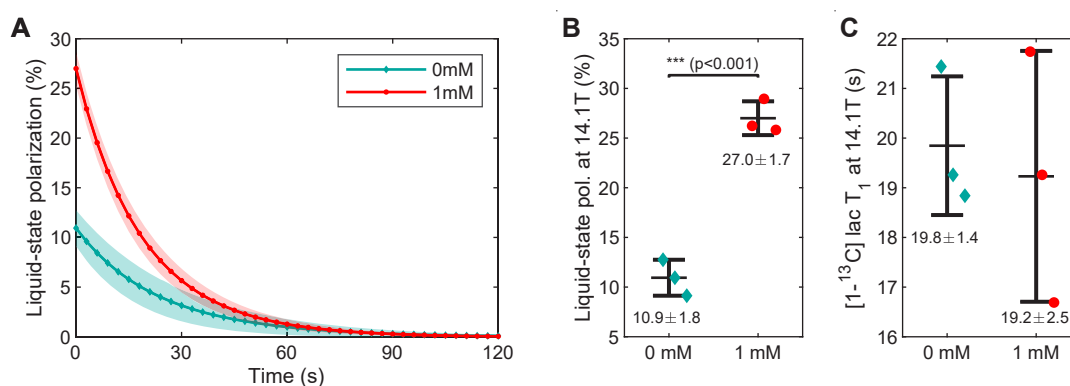 A
Liquid-state polarization (%)
30
25
20
15
10
5
0
0
30
60
90
120
Time (s)
0mM
1mM
B
Liquid-state pol. at 14.1T (%)
35
30
25
20
15
10
5
*** (p<0.001)
27.0±1.7
10.9±1.8
0 mM
1 mM
C
[1-¹³C] lac T₁ at 14.1T (s)
22
21
20
19
18
17
16
19.8±1.4
19.2±2.5
0 mM
1 mM